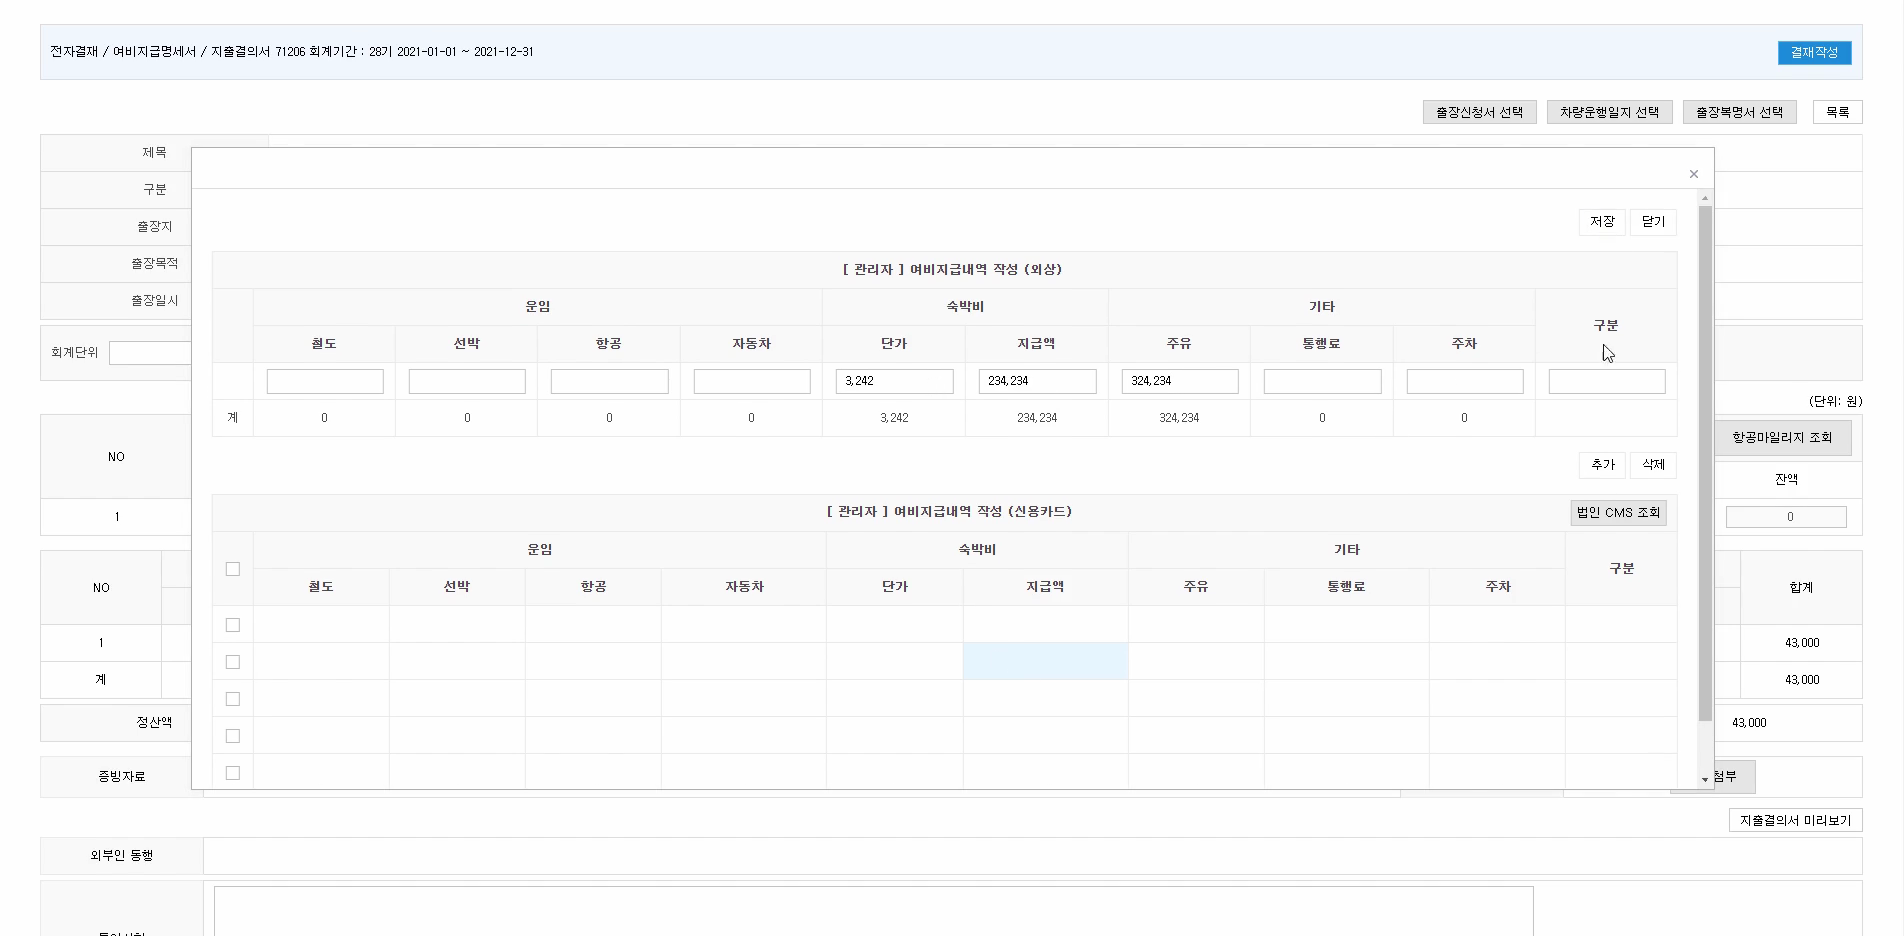 전자결재 / 여비지급명세서 / 지출결의서 71206 회계기간 : 28기 2021-01-01 ~ 2021-12-31
결재작성
출장신청서 선택
차량운행일지 선택
출장복명서 선택
목록
제목
구분
출장지
출장목적
출장일시
회계단위
×
저장 닫기
[ 관리자 ] 여비지급내역 작성 (외상)
운임 숙박비 기타 구분
철도 선박 항공 자동차 단가 지급액 주유 통행료 주차
3,242 234,234 324,234
계 0 0 0 0 3,242 234,234 324,234 0 0
추가 삭제
[ 관리자 ] 여비지급내역 작성 (신용카드)
법인 CMS 조회
운임 숙박비 기타 구분
철도 선박 항공 자동차 단가 지급액 주유 통행료 주차
(단위: 원)
NO
항공마일리지 조회
잔액
1
0
NO
합계
1
43,000
계
43,000
정산액
43,000
증빙자료
첨부
지출결의서 미리보기
외부인 동행